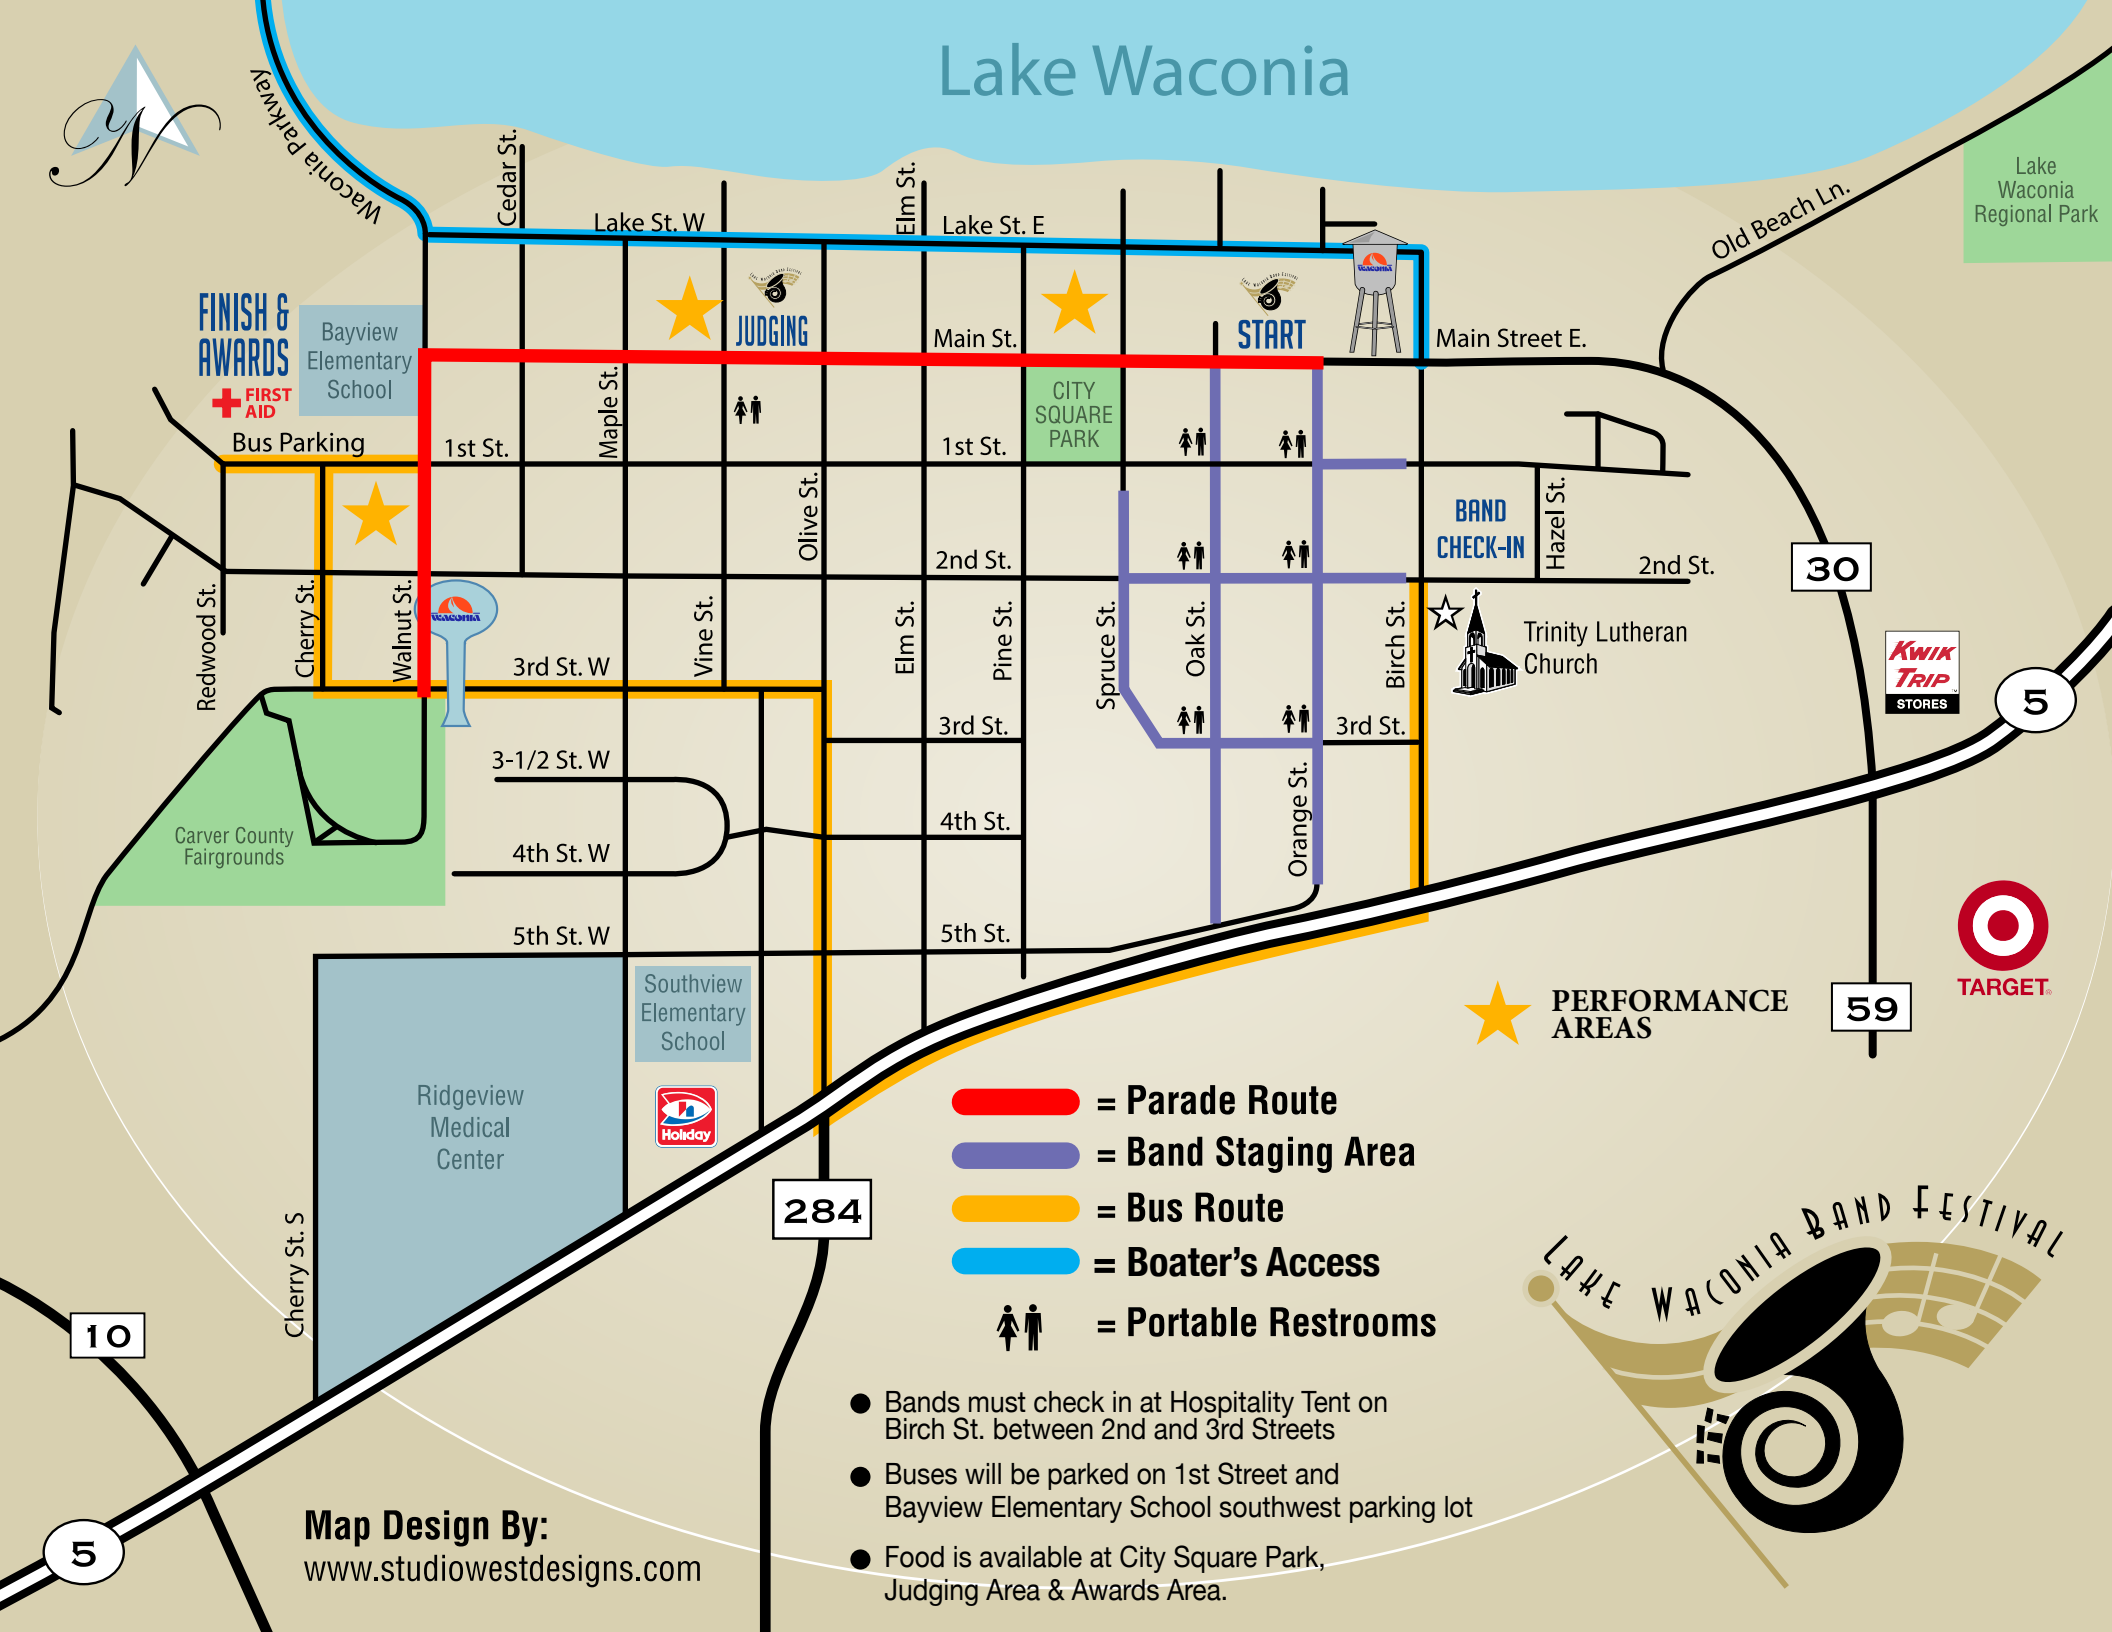 Lake Waconia
N
Waconia Parkway
Cedar St.
Lake St. W
Elm St.
Lake St. E
Old Beach Ln.
Lake
Waconia
Regional Park
FINISH &
AWARDS
FIRST
AID
Bayview
Elementary
School
JUDGING
Main St.
START
WACONIA
Main Street E.
Bus Parking
1st St.
Maple St.
CITY
SQUARE
PARK
1st St.
Olive St.
2nd St.
BAND
CHECK-IN
Hazel St.
2nd St.
30
Redwood St.
Cherry St.
Walnut St.
WACONIA
3rd St. W
Vine St.
Elm St.
Pine St.
Spruce St.
Oak St.
Birch St.
Trinity Lutheran
Church
KWIK
TRIP
STORES
5
3rd St.
3rd St.
3-1/2 St. W
Orange St.
Carver County
Fairgrounds
4th St. W
4th St.
5th St. W
5th St.
Southview
Elementary
School
Ridgeview
Medical
Center
Holiday
PERFORMANCE
AREAS
59
TARGET
= Parade Route
= Band Staging Area
= Bus Route
= Boater's Access
= Portable Restrooms
284
Cherry St. S
10
5
LAKE WACONIA BAND FESTIVAL
● Bands must check in at Hospitality Tent on
Birch St. between 2nd and 3rd Streets
● Buses will be parked on 1st Street and
Bayview Elementary School southwest parking lot
● Food is available at City Square Park,
Judging Area & Awards Area.
Map Design By:
www.studiowestdesigns.com